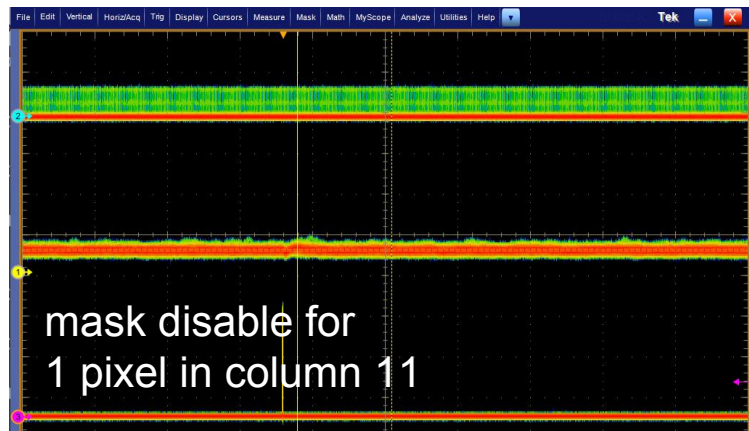 File Edit Vertical Horiz/Acq Trig Display Cursors Measure Mask Math MyScope Analyze Utilities Help Tek X
2
1
mask disable for
1 pixel in column 11
3